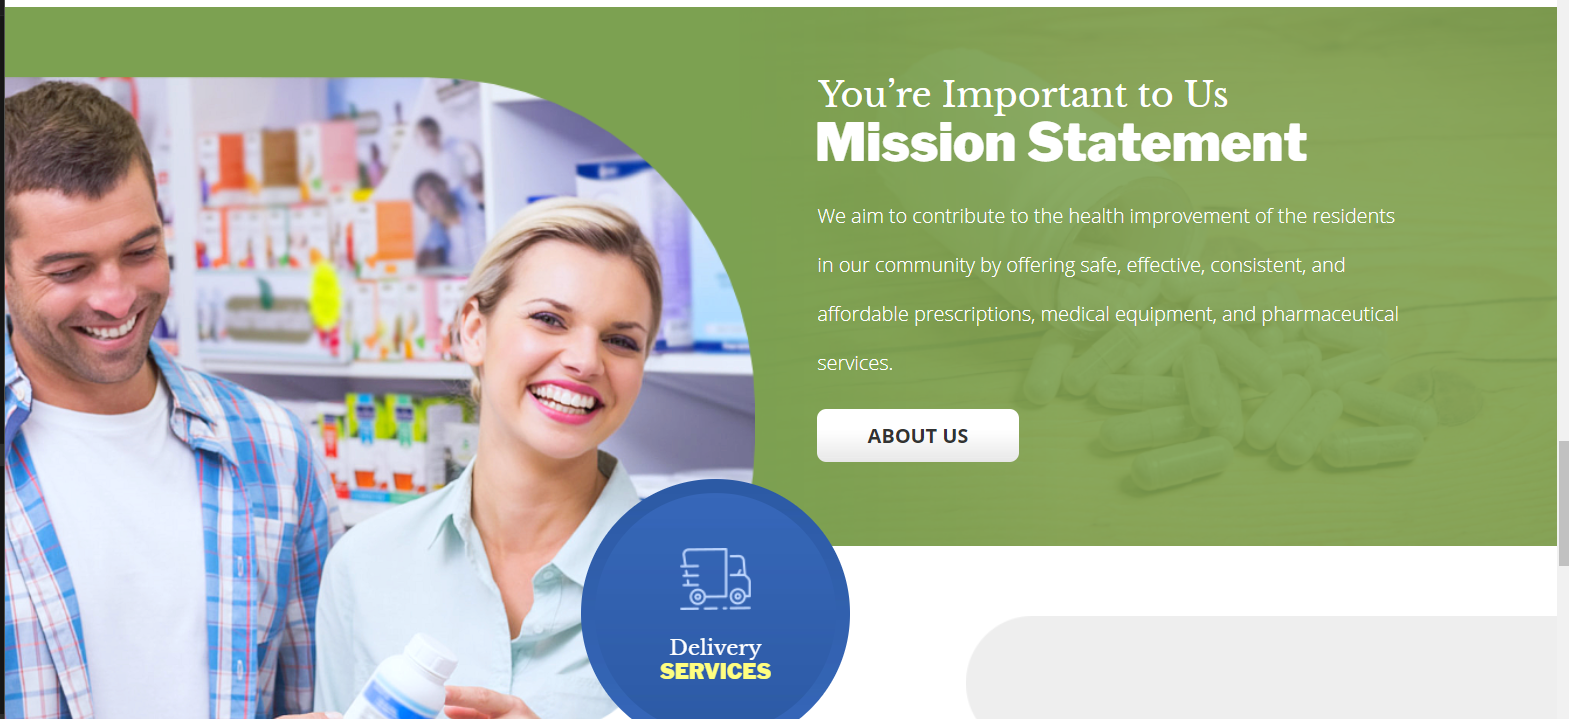 You’re Important to Us
Mission Statement
We aim to contribute to the health improvement of the residents
in our community by offering safe, effective, consistent, and
affordable prescriptions, medical equipment, and pharmaceutical
services.
ABOUT US
Delivery
SERVICES